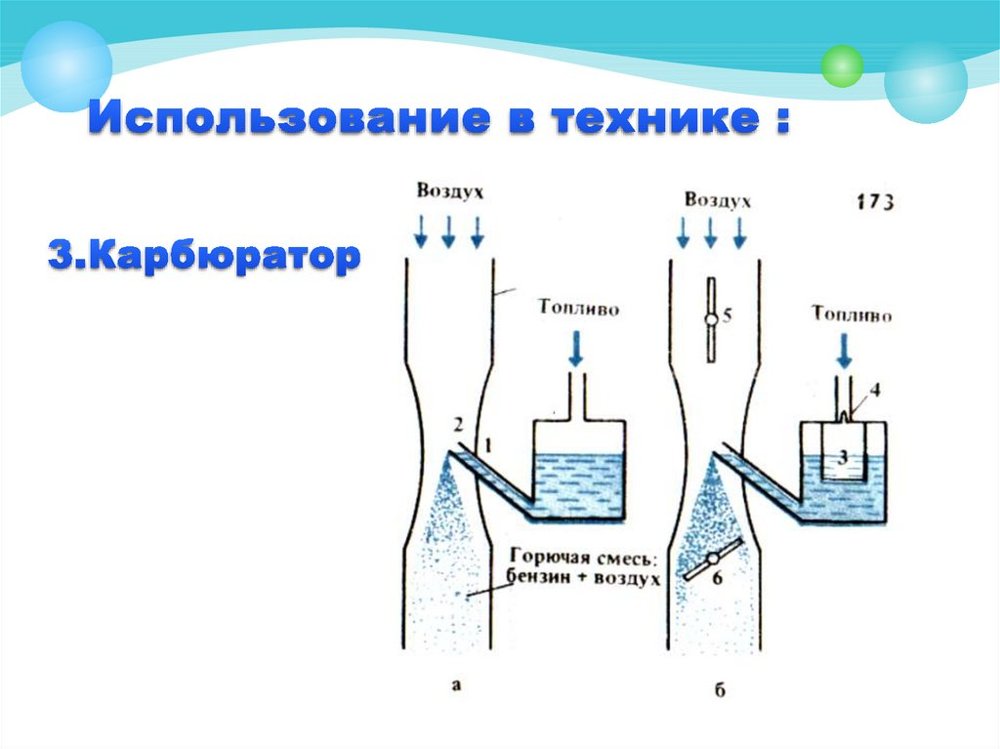 Использование в технике :
3.Карбюратор
Воздух
Воздух
173
Топливо
5
Топливо
4
2
1
3
Горючая смесь:
бензин + воздух
6
а
б